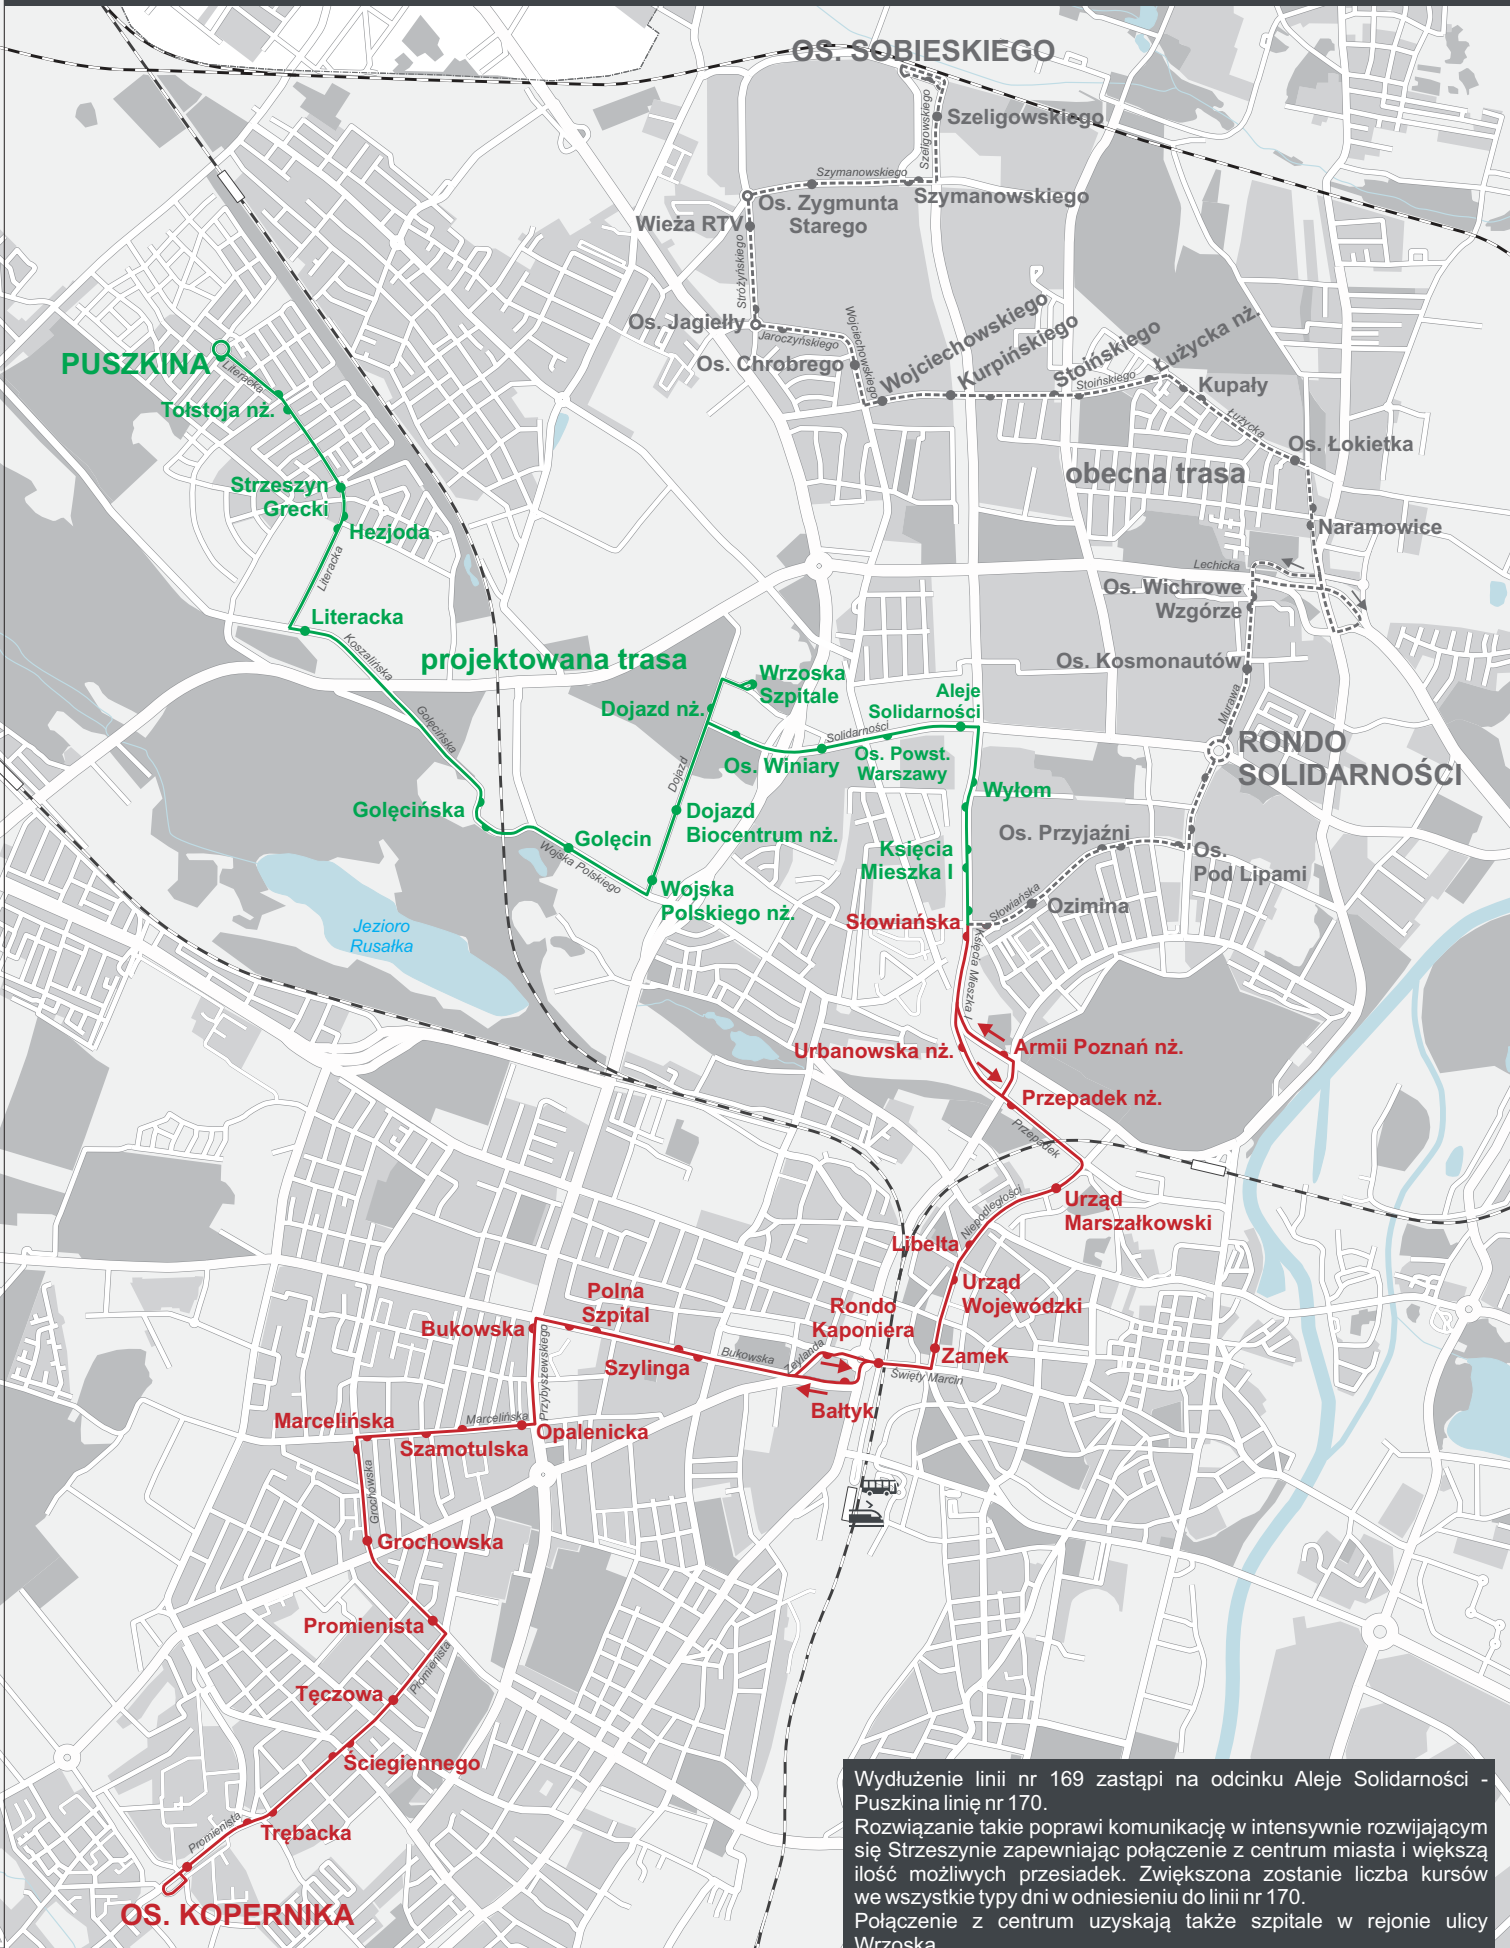 OS. SOBIESKIEGO
Szeligowskiego
Szeligowskiego
Szymanowskiego
Szymanowskiego
Os. Zygmunta
Starego
Wieża RTV
Stróżyńskiego
Os. Jagiełły
Jaroczyńskiego
Wojciechowskiego
Os. Chrobrego
Wojciechowskiego
Kurpińskiego
Stoińskiego
Stoińskiego
Łużycka nż.
Kupały
Łużycka
Os. Łokietka
obecna trasa
Naramowice
Lechicka
Os. Wichrowe
Wzgórze
Os. Kosmonautów
Murawa
RONDO
SOLIDARNOŚCI
Os. Przyjaźni
Os.
Pod Lipami
Słowiańska
Ozimina
PUSZKINA
Literacka
Tołstoja nż.
Strzeszyn
Grecki
Hezjoda
Literacka
Literacka
Koszalińska
projektowana trasa
Golęcińska
Golęcińska
Golęcin
Wojska Polskiego
Wojska
Polskiego nż.
Dojazd
Dojazd
Biocentrum nż.
Dojazd nż.
Wrzoska
Szpitale
Os. Winiary
Solidarności
Os. Powst.
Warszawy
Aleje
Solidarności
Wyłom
Księcia
Mieszka I
Jezioro
Rusałka
Słowiańska
Księcia Mieszka I
Urbanowska nż.
Armii Poznań nż.
Przepadek nż.
Przepadek
Urząd
Marszałkowski
Niepodległości
Libelta
Urząd
Wojewódzki
Zamek
Święty Marcin
Rondo
Kaponiera
Zeylanda
Bałtyk
Bukowska
Szylinga
Polna
Szpital
Bukowska
Przybyszewskiego
Opalenicka
Marcelińska
Szamotulska
Marcelińska
Grochowska
Grochowska
Promienista
Promienista
Tęczowa
Ściegiennego
Trębacka
Promienista
OS. KOPERNIKA
Wydłużenie linii nr 169 zastąpi na odcinku Aleje Solidarności -
Puszkina linię nr 170.
Rozwiązanie takie poprawi komunikację w intensywnie rozwijającym
się Strzeszynie zapewniając połączenie z centrum miasta i większą
ilość możliwych przesiadek. Zwiększona zostanie liczba kursów
we wszystkie typy dni w odniesieniu do linii nr 170.
Połączenie z centrum uzyskają także szpitale w rejonie ulicy
Wrzoska.